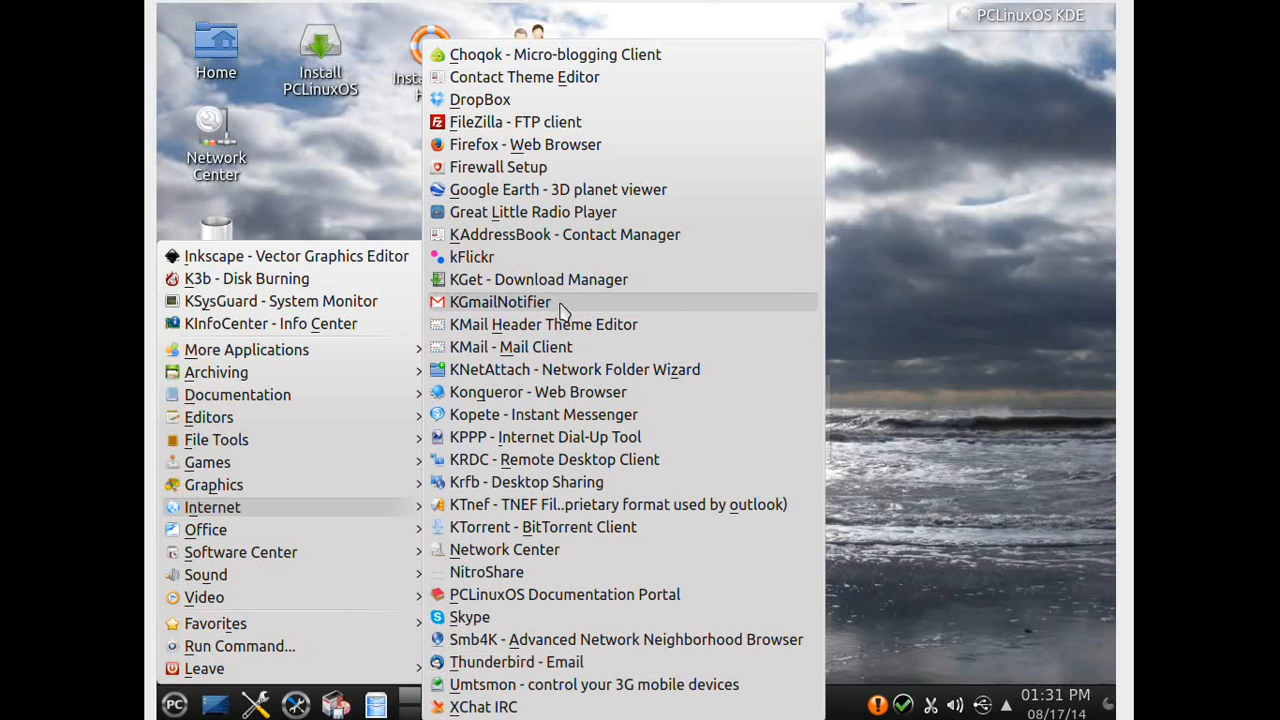 PCLinuxOS KDE
Home
Install
PCLinuxOS
Network
Center
Choqok - Micro-blogging Client
Contact Theme Editor
DropBox
FileZilla - FTP client
Firefox - Web Browser
Firewall Setup
Google Earth - 3D planet viewer
Great Little Radio Player
KAddressBook - Contact Manager
kFlickr
KGet - Download Manager
KGmailNotifier
KMail Header Theme Editor
KMail - Mail Client
KNetAttach - Network Folder Wizard
Konqueror - Web Browser
Kopete - Instant Messenger
KPPP - Internet Dial-Up Tool
KRDC - Remote Desktop Client
Krfb - Desktop Sharing
KTnef - TNEF Fil..prietary format used by outlook)
KTorrent - BitTorrent Client
Network Center
NitroShare
PCLinuxOS Documentation Portal
Skype
Smb4K - Advanced Network Neighborhood Browser
Thunderbird - Email
Umtsmon - control your 3G mobile devices
XChat IRC
Inkscape - Vector Graphics Editor
K3b - Disk Burning
KSysGuard - System Monitor
KInfoCenter - Info Center
More Applications
Archiving
Documentation
Editors
File Tools
Games
Graphics
Internet
Office
Software Center
Sound
Video
Favorites
Run Command...
Leave
PC
01:31 PM
08/17/14